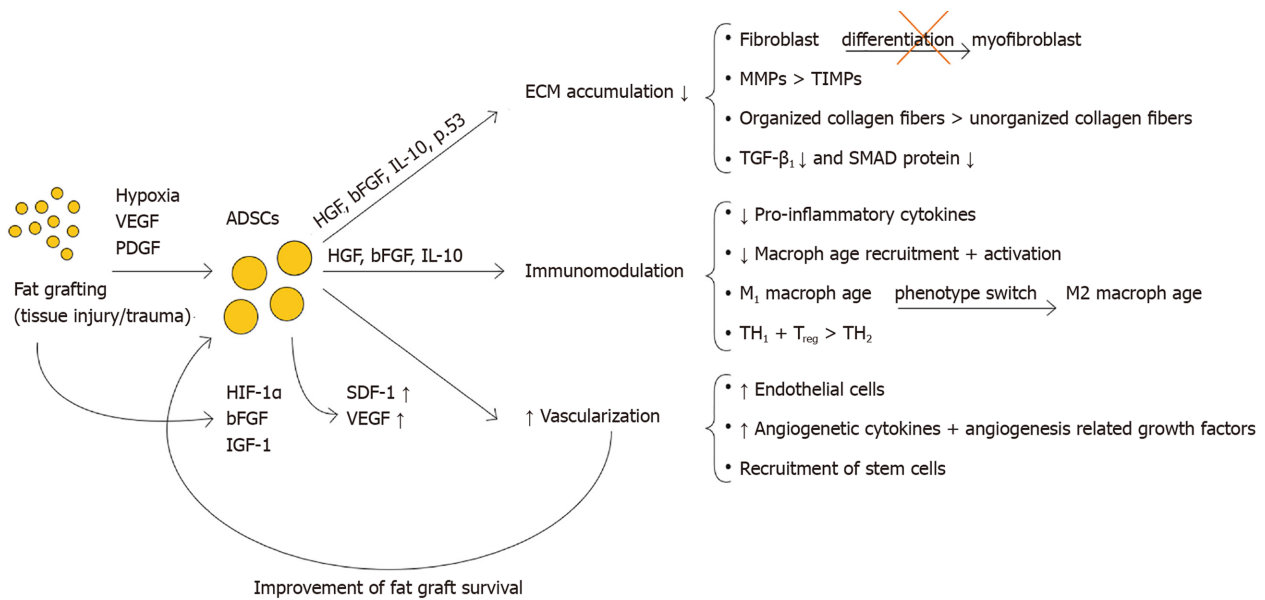 Fat grafting
(tissue injury/trauma)
Hypoxia
VEGF
PDGF
ADSCs
HIF-1α
bFGF
IGF-1
SDF-1 ↑
VEGF ↑
HGF, bFGF, IL-10, p.53
HGF, bFGF, IL-10
ECM accumulation ↓
• Fibroblast differentiation myofibroblast
• MMPs > TIMPs
• Organized collagen fibers > unorganized collagen fibers
• TGF-β₁ ↓ and SMAD protein ↓
Immunomodulation
• ↓ Pro-inflammatory cytokines
• ↓ Macroph age recruitment + activation
• M₁ macroph age phenotype switch M2 macroph age
• TH₁ + Treg > TH₂
↑ Vascularization
• ↑ Endothelial cells
• ↑ Angiogenetic cytokines + angiogenesis related growth factors
• Recruitment of stem cells
Improvement of fat graft survival